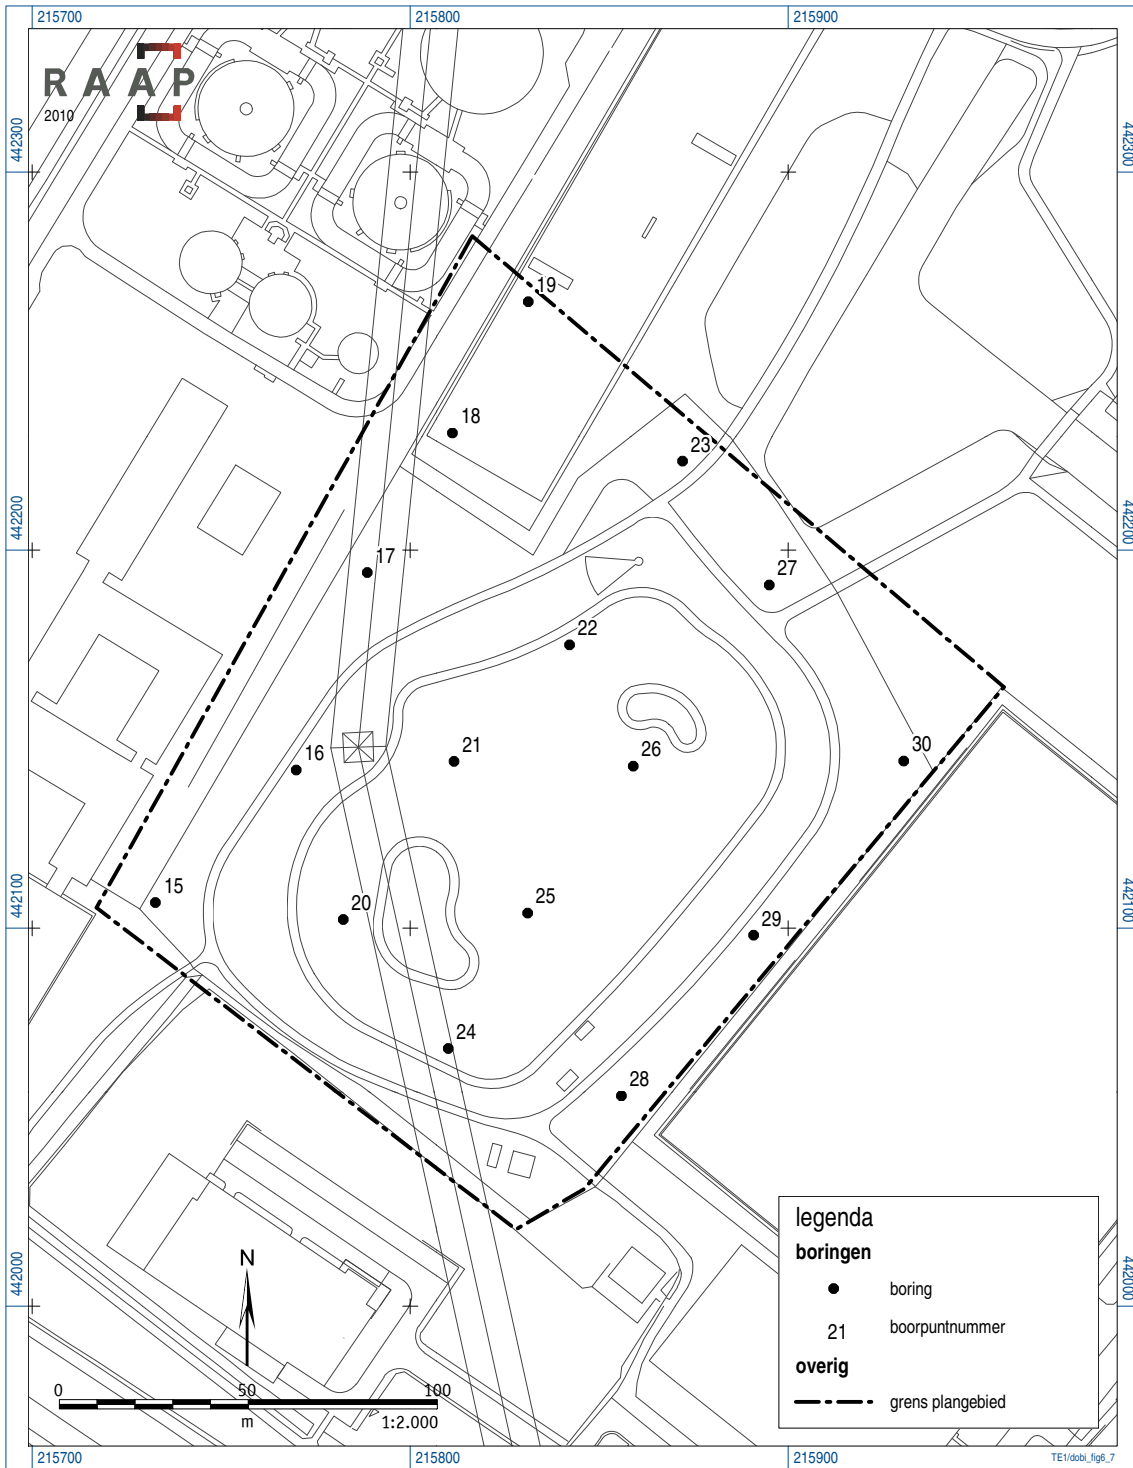 215700
215800
215900
RAAP
2010
442300
442300
19
18
23
442200
442200
17
27
22
16
21
26
30
15
20
25
29
442100
442100
24
28
N
442000
442000
0 50 100
m 1:2.000
legenda
boringen
boring
21 boorpuntnummer
overig
grens plangebied
215700
215800
215900
TE1/dobi_fig6_7